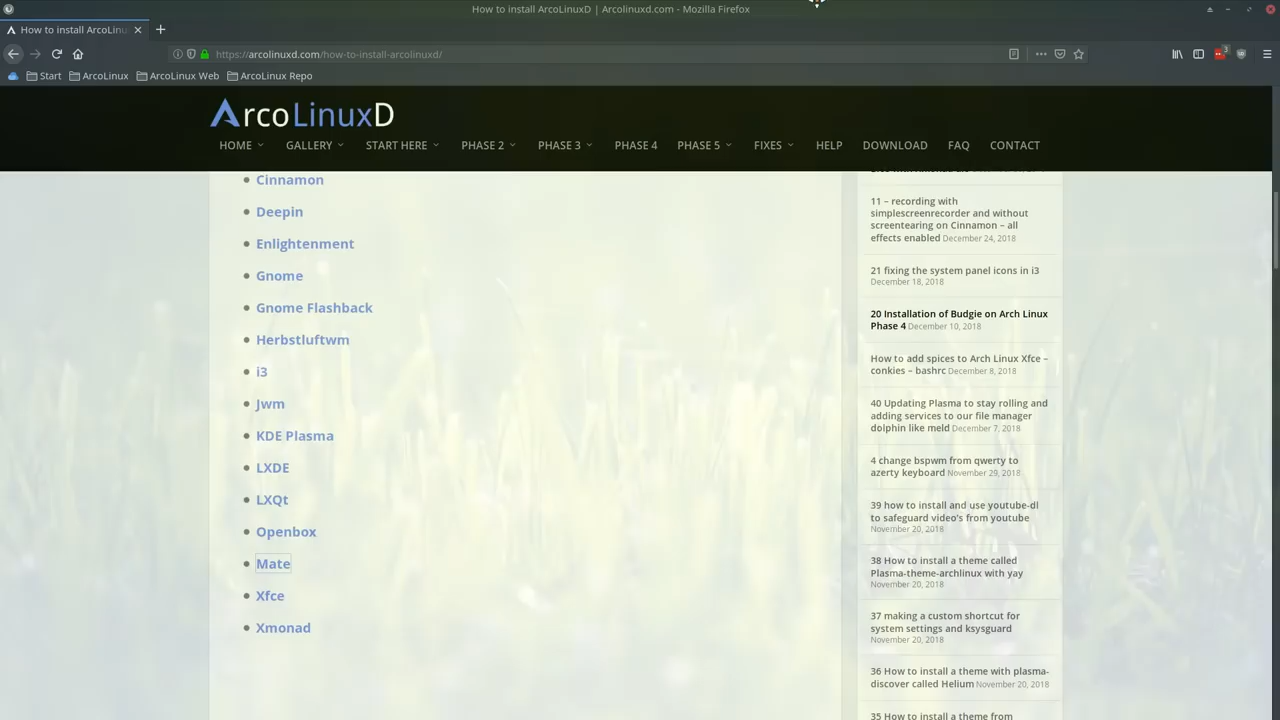 How to install ArcoLinuxD | Arcolinuxd.com - Mozilla Firefox
How to install ArcoLinu
https://arcolinuxd.com/how-to-install-arcolinuxd/
3
Start ArcoLinux ArcoLinux Web ArcoLinux Repo
ArcoLinuxD
HOME GALLERY START HERE PHASE 2 PHASE 3 PHASE 4 PHASE 5 FIXES HELP DOWNLOAD FAQ CONTACT
Cinnamon
Deepin
Enlightenment
Gnome
Gnome Flashback
Herbstluftwm
i3
Jwm
KDE Plasma
LXDE
LXQt
Openbox
Mate
Xfce
Xmonad
11 – recording with
simplescreenrecorder and without
screentearing on Cinnamon – all
effects enabled December 24, 2018
21 fixing the system panel icons in i3
December 18, 2018
20 Installation of Budgie on Arch Linux
Phase 4 December 10, 2018
How to add spices to Arch Linux Xfce –
conkies – bashrc December 8, 2018
40 Updating Plasma to stay rolling and
adding services to our file manager
dolphin like meld December 7, 2018
4 change bspwm from qwerty to
azerty keyboard November 29, 2018
39 how to install and use youtube-dl
to safeguard video's from youtube
November 20, 2018
38 How to install a theme called
Plasma-theme-archlinux with yay
November 20, 2018
37 making a custom shortcut for
system settings and ksysguard
November 20, 2018
36 How to install a theme with plasma-
discover called Helium November 20, 2018
35 How to install a theme from